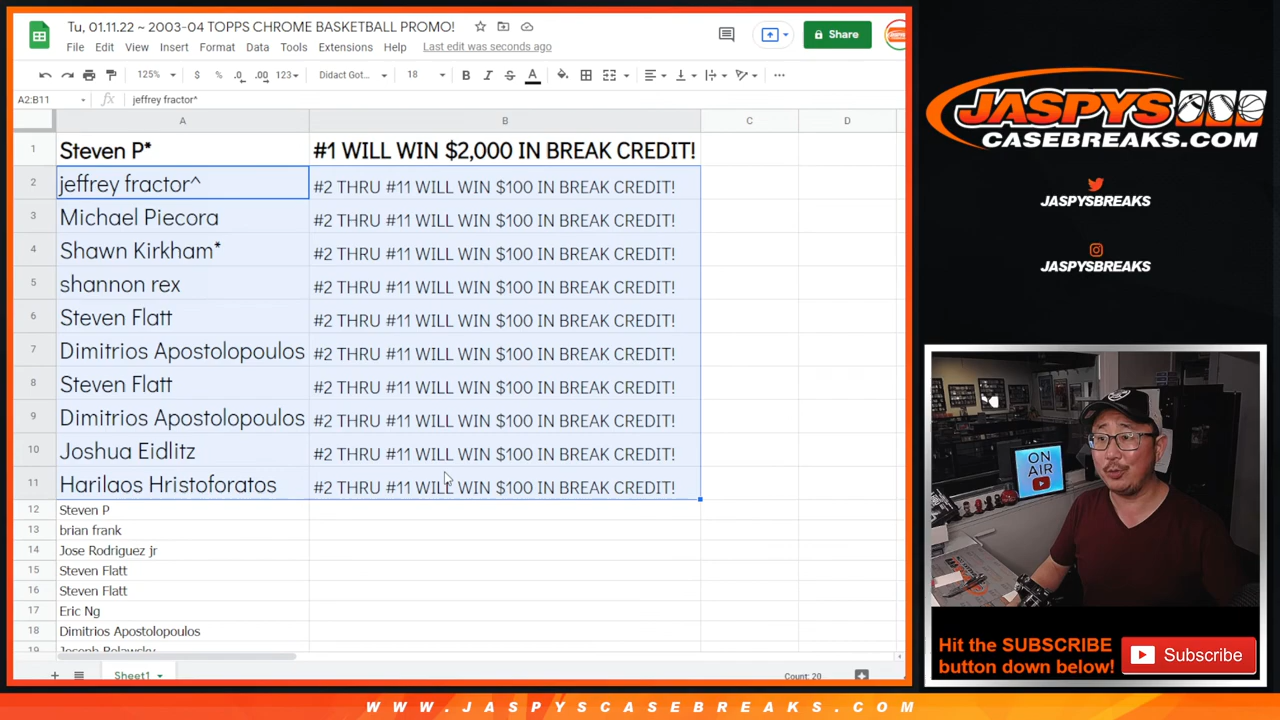 Tu, 01.11.22 ~ 2003-04 TOPPS CHROME BASKETBALL PROMO!
File Edit View Insert Format Data Tools Extensions Help Last edit was seconds ago
Share
125% $ % .0 .00 123 Didact Got... 18 B I S A
A2:B11 fx jeffrey fractor^
A B C D
1 Steven P* #1 WILL WIN $2,000 IN BREAK CREDIT!
2 jeffrey fractor^ #2 THRU #11 WILL WIN $100 IN BREAK CREDIT!
3 Michael Piecora #2 THRU #11 WILL WIN $100 IN BREAK CREDIT!
4 Shawn Kirkham* #2 THRU #11 WILL WIN $100 IN BREAK CREDIT!
5 shannon rex #2 THRU #11 WILL WIN $100 IN BREAK CREDIT!
6 Steven Flatt #2 THRU #11 WILL WIN $100 IN BREAK CREDIT!
7 Dimitrios Apostolopoulos #2 THRU #11 WILL WIN $100 IN BREAK CREDIT!
8 Steven Flatt #2 THRU #11 WILL WIN $100 IN BREAK CREDIT!
9 Dimitrios Apostolopoulos #2 THRU #11 WILL WIN $100 IN BREAK CREDIT!
10 Joshua Eidlitz #2 THRU #11 WILL WIN $100 IN BREAK CREDIT!
11 Harilaos Hristoforatos #2 THRU #11 WILL WIN $100 IN BREAK CREDIT!
12 Steven P
13 brian frank
14 Jose Rodriguez jr
15 Steven Flatt
16 Steven Flatt
17 Eric Ng
18 Dimitrios Apostolopoulos
19 Joseph Relawsky
Sheet1
Count: 20
JASPYS
CASEBREAKS.COM
JASPYSBREAKS
JASPYSBREAKS
ON
AIR
Hit the SUBSCRIBE
button down below!
Subscribe
WWW.JASPYSCASEBREAKS.COM